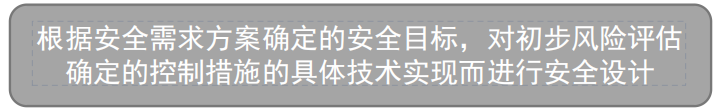 根据安全需求方案确定的安全目标，对初步风险评估
确定的控制措施的具体技术实现而进行安全设计